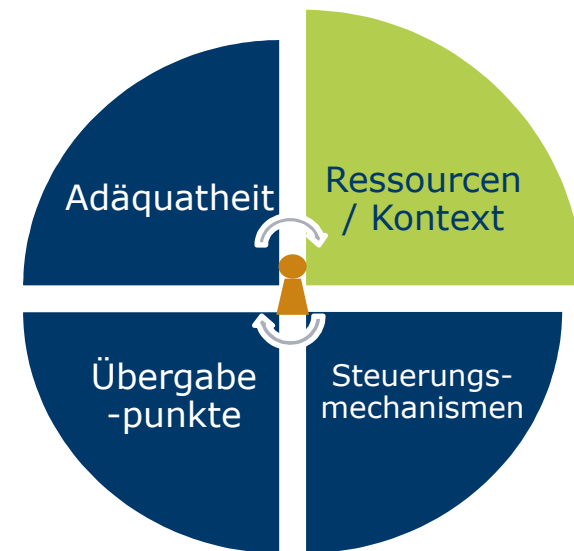 Adäquatheit
Ressourcen
/ Kontext
Übergabe
-punkte
Steuerungs-
mechanismen